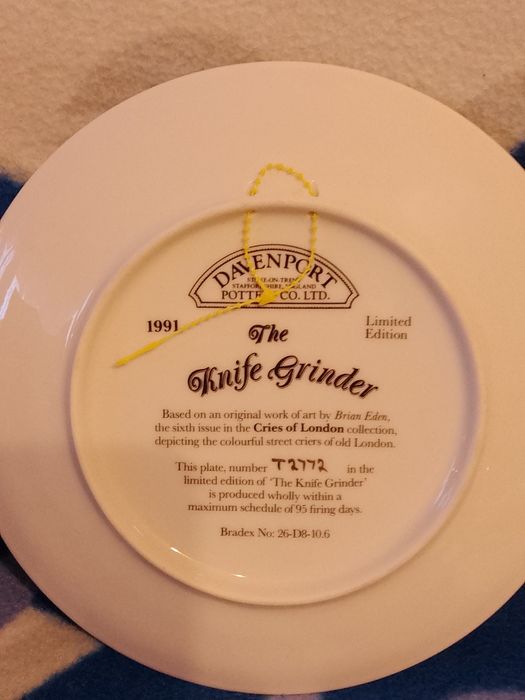 DAVENPORT
STOKE-ON-TRENT
STAFFORDSHIRE, ENGLAND
POTTERY CO. LTD.
1991
Limited
Edition
The
Knife Grinder
Based on an original work of art by Brian Eden,
the sixth issue in the Cries of London collection,
depicting the colourful street criers of old London.
This plate, number T2772 in the
limited edition of 'The Knife Grinder'
is produced wholly within a
maximum schedule of 95 firing days.
Bradex No: 26-D8-10.6